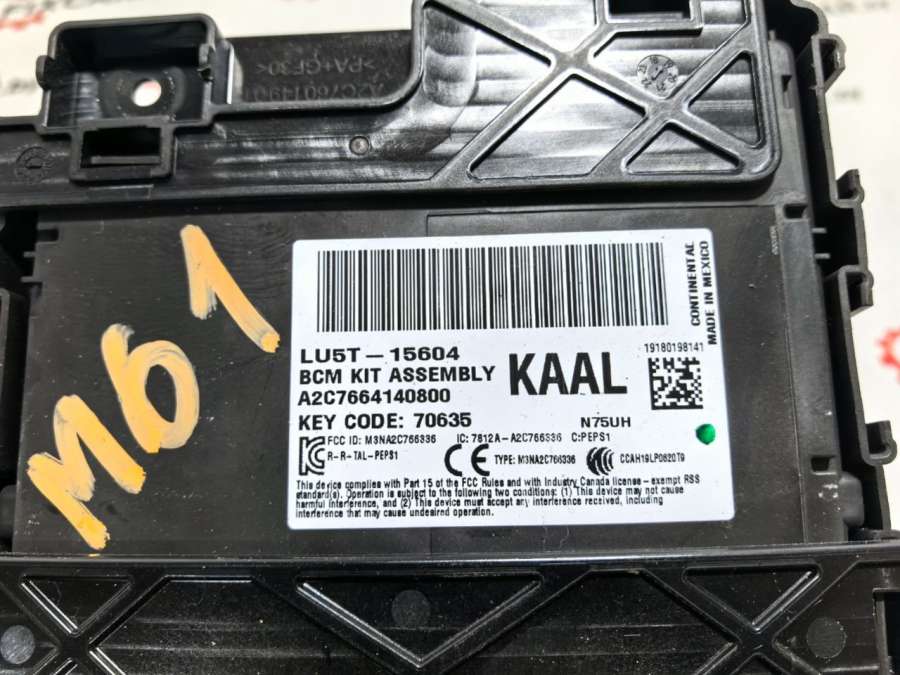 >PA+GF30<
M61
CONTINENTAL
MADE IN MEXICO
LU5T-15604
BCM KIT ASSEMBLY
KAAL
A2C7664140800
19180198141
KEY CODE: 70635
N75UH
FCC ID: M3NA2C766336 IC: 7812A-A2C766336 C:PEPS1
R-R-TAL-PEPS1
CE TYPE: M3NA2C766336 CCAH19LP0820T9
This device complies with Part 15 of the FCC Rules and with Industry Canada license - exempt RSS
standard(s). Operation is subject to the following two conditions: (1) This device may not cause
harmful interference, and (2) This device must accept any interference received, including
interference that may cause undesired operation.